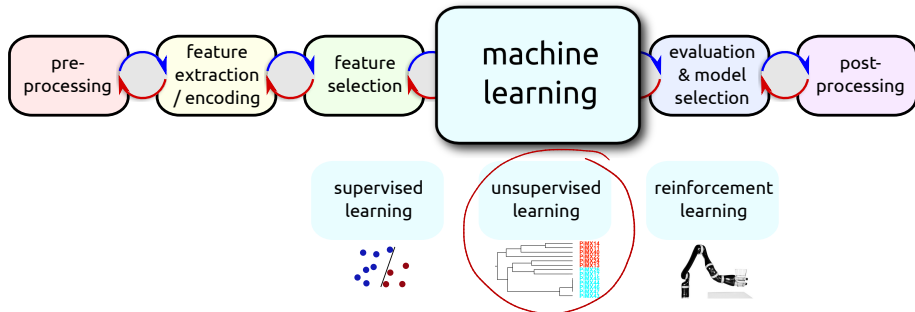 pre-
processing
feature
extraction
/ encoding
feature
selection
machine
learning
evaluation
& model
selection
post-
processing
supervised
learning
unsupervised
learning
reinforcement
learning